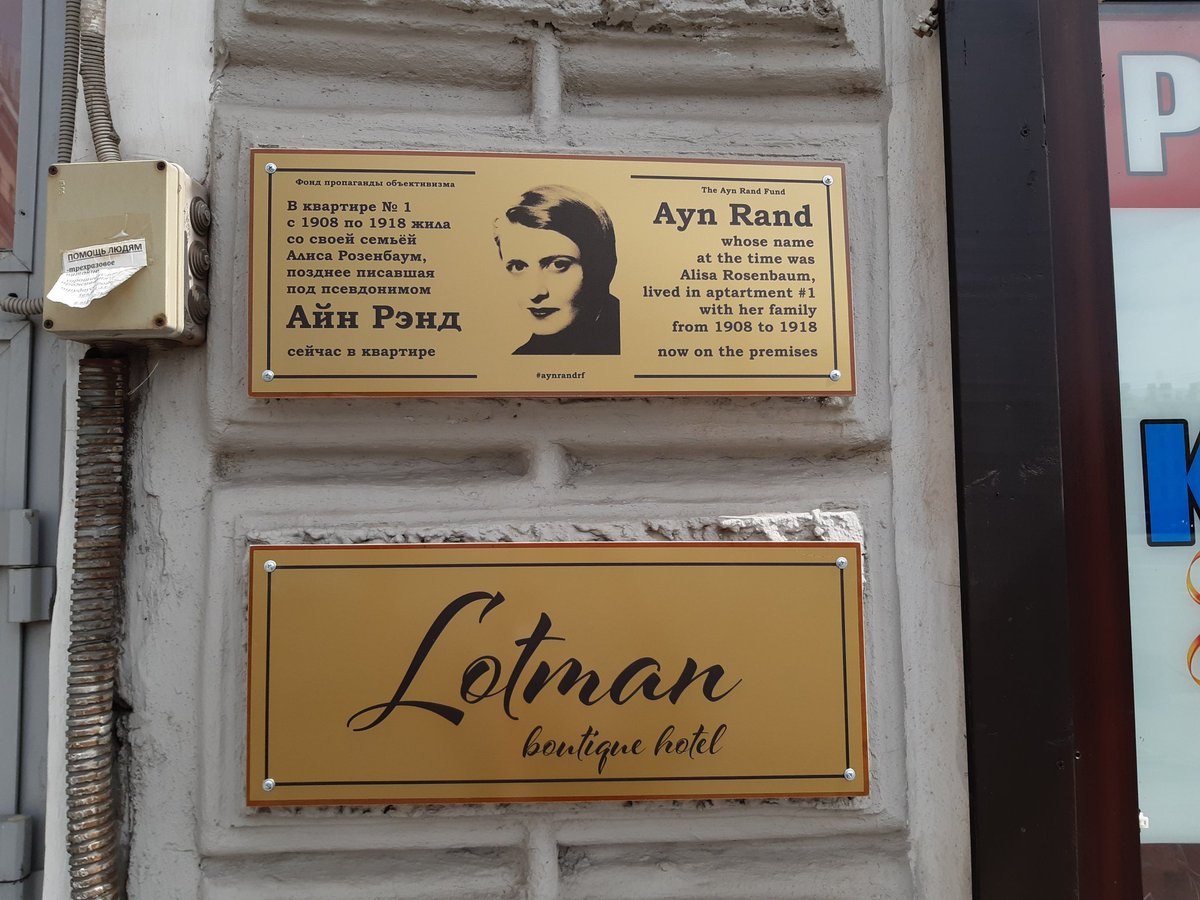 ПОМОЩЬ ЛЮДЯМ
трехразовое
Фонд пропаганды объективизма
В квартире № 1
с 1908 по 1918 жила
со своей семьёй
Алиса Розенбаум,
позднее писавшая
под псевдонимом
Айн Рэнд
сейчас в квартире
The Ayn Rand Fund
Ayn Rand
whose name
at the time was
Alisa Rosenbaum,
lived in aptartment #1
with her family
from 1908 to 1918
now on the premises
#aynrandrf
Lotman
boutique hotel
Р
К